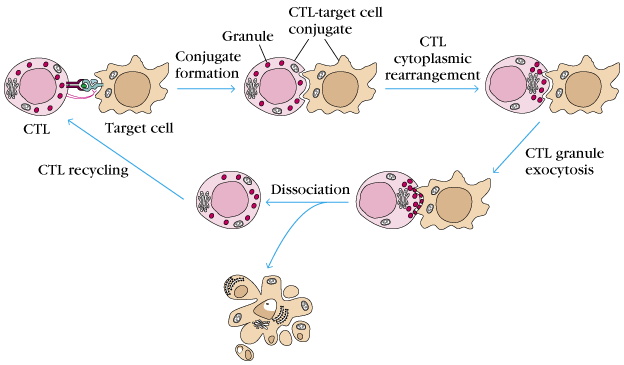 CTL-target cell
conjugate
Granule
Conjugate
formation
CTL
cytoplasmic
rearrangement
CTL
Target cell
CTL granule
exocytosis
CTL recycling
Dissociation